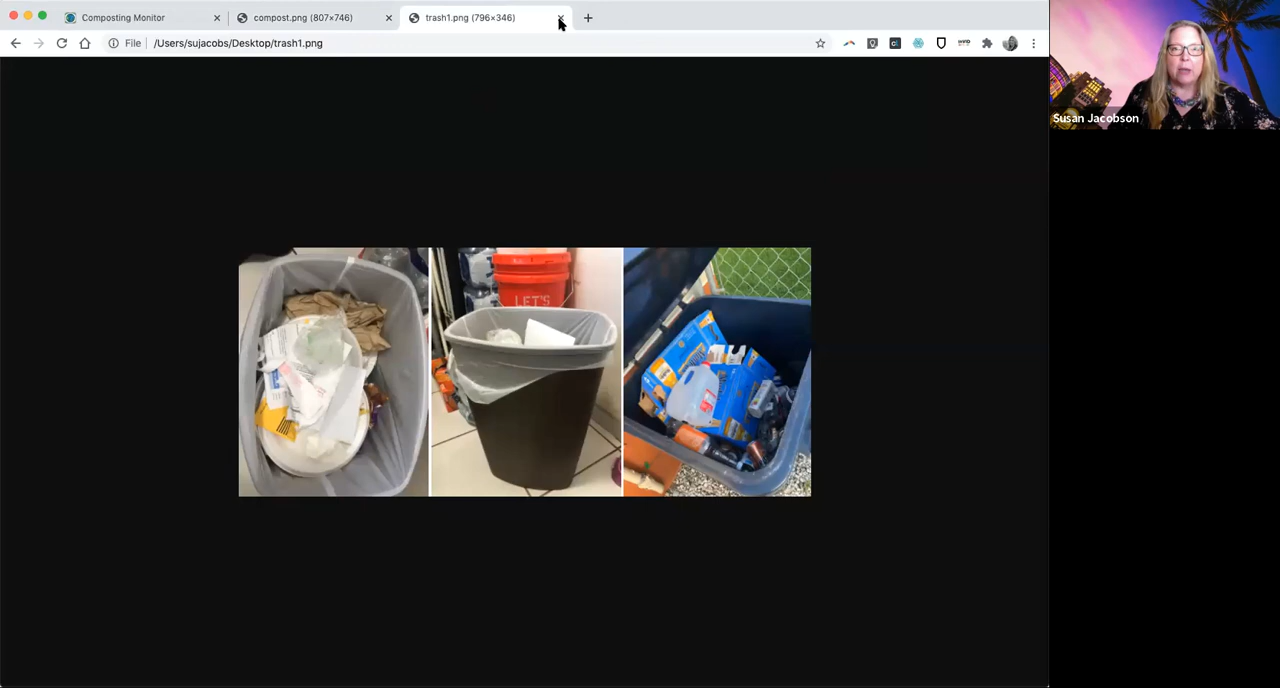 Composting Monitor
compost.png (807×746)
trash1.png (796×346)
File
/Users/sujacobs/Desktop/trash1.png
Susan Jacobson
LET'S